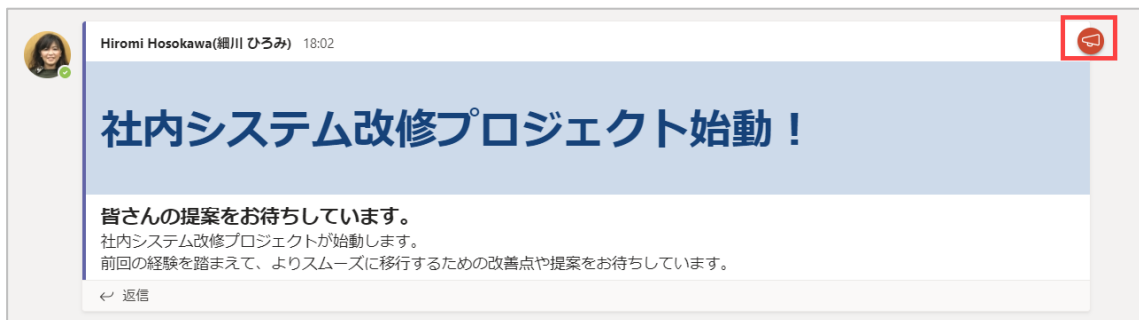 Hiromi Hosokawa(細川 ひろみ) 18:02
社内システム改修プロジェクト始動！
皆さんの提案をお待ちしています。
社内システム改修プロジェクトが始動します。
前回の経験を踏まえて、よりスムーズに移行するための改善点や提案をお待ちしています。
返信